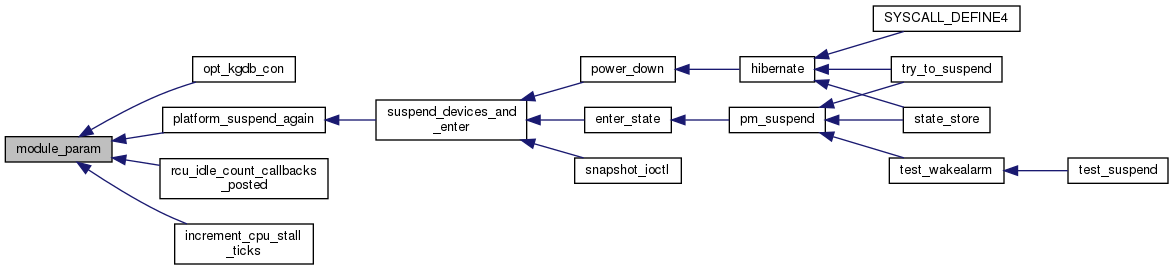 SYSCALL_DEFINE4
opt_kgdb_con
power_down
hibernate
try_to_suspend
platform_suspend_again
suspend_devices_and
_enter
enter_state
pm_suspend
state_store
module_param
rcu_idle_count_callbacks
_posted
snapshot_ioctl
test_wakealarm
test_suspend
increment_cpu_stall
_ticks